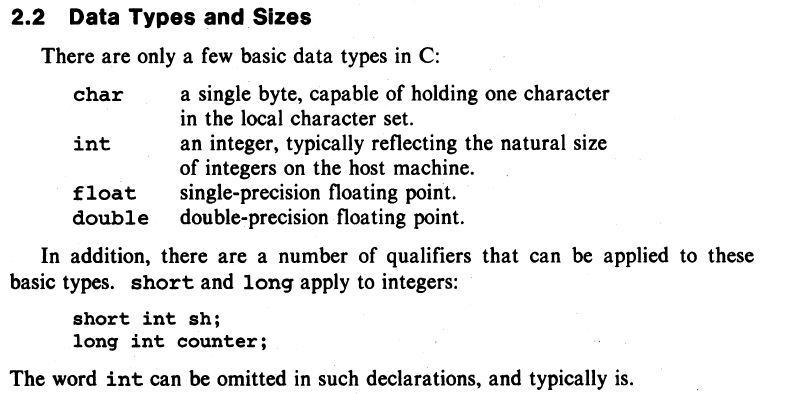 2.2 Data Types and Sizes
There are only a few basic data types in C:
char a single byte, capable of holding one character
in the local character set.
int an integer, typically reflecting the natural size
of integers on the host machine.
float single-precision floating point.
double double-precision floating point.
In addition, there are a number of qualifiers that can be applied to these
basic types. short and long apply to integers:
short int sh;
long int counter;
The word int can be omitted in such declarations, and typically is.